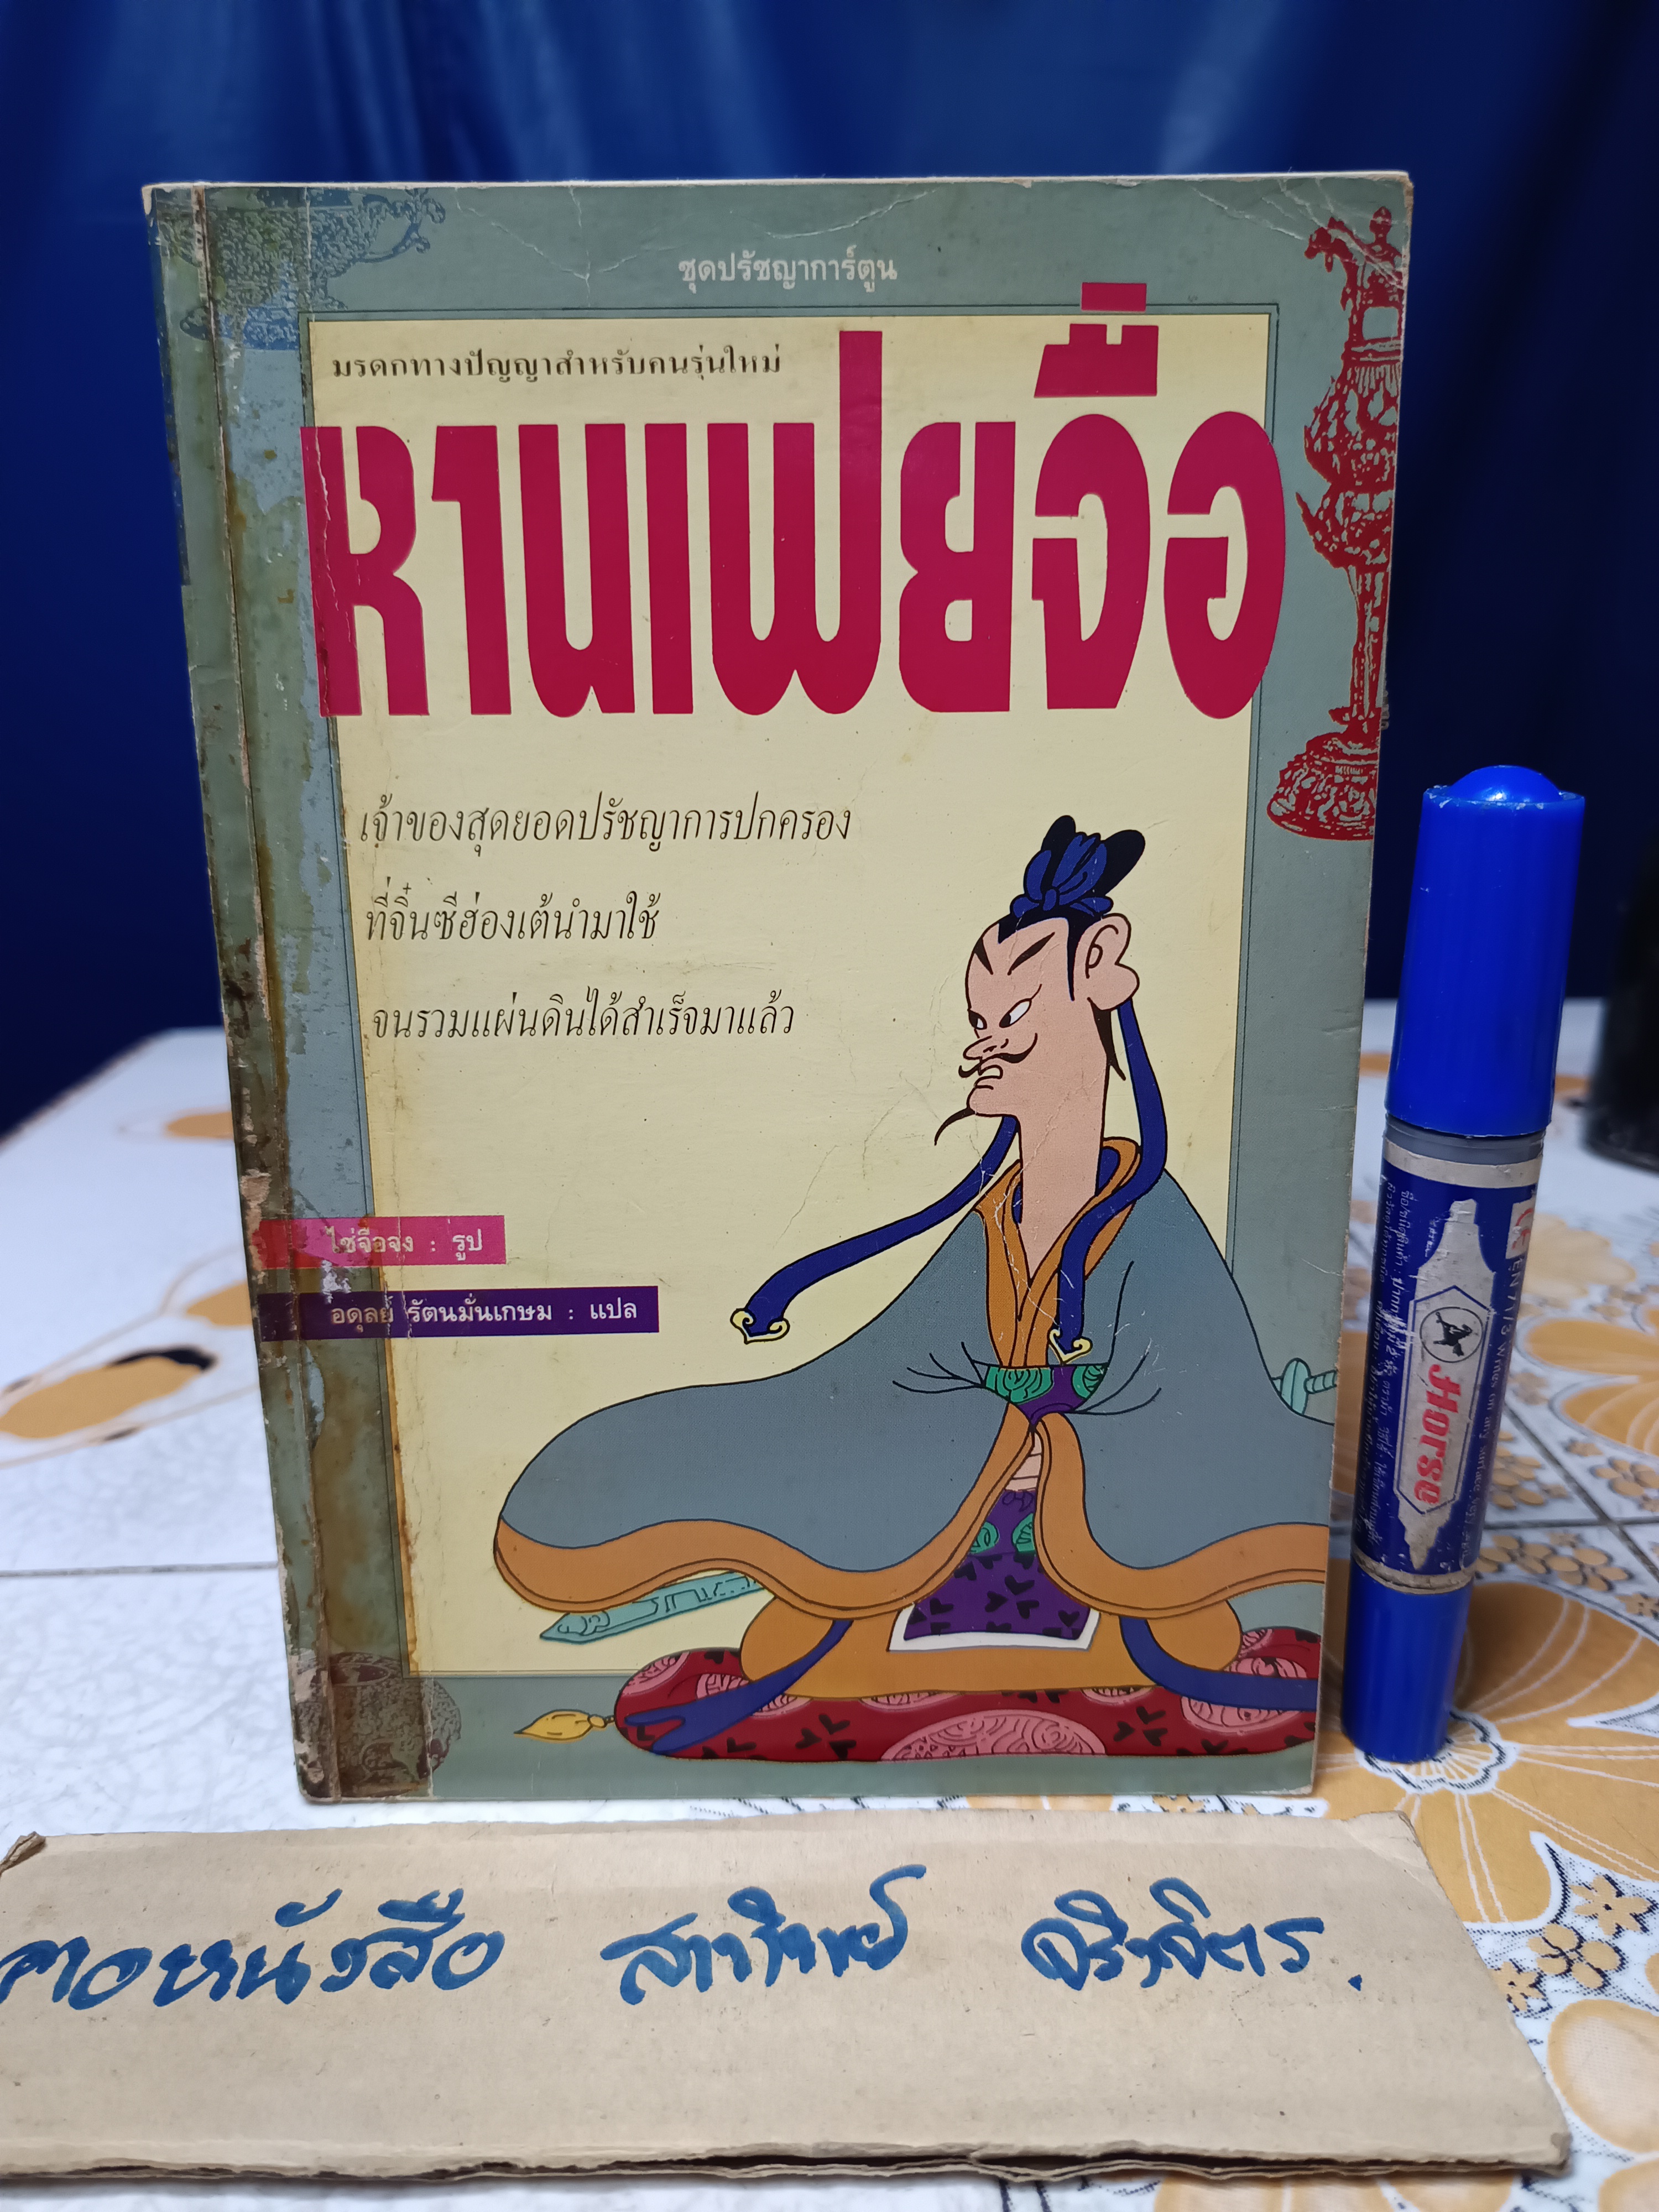 ชุดปรัชญาการ์ตูน
มรดกทางปัญญาสำหรับคนรุ่นใหม่
หานเฟยจื๊อ
เจ้าของสุดยอดปรัชญาการปกครอง
ที่จิ๋นซีฮ่องเต้นำมาใช้
จนรวมแผ่นดินได้สำเร็จมาแล้ว
ไช่จือจง : รูป
อดุลย์ รัตนมั่นเกษม : แปล
Horse
คอหนังสือ สาทิพย์ จริงจิตร.